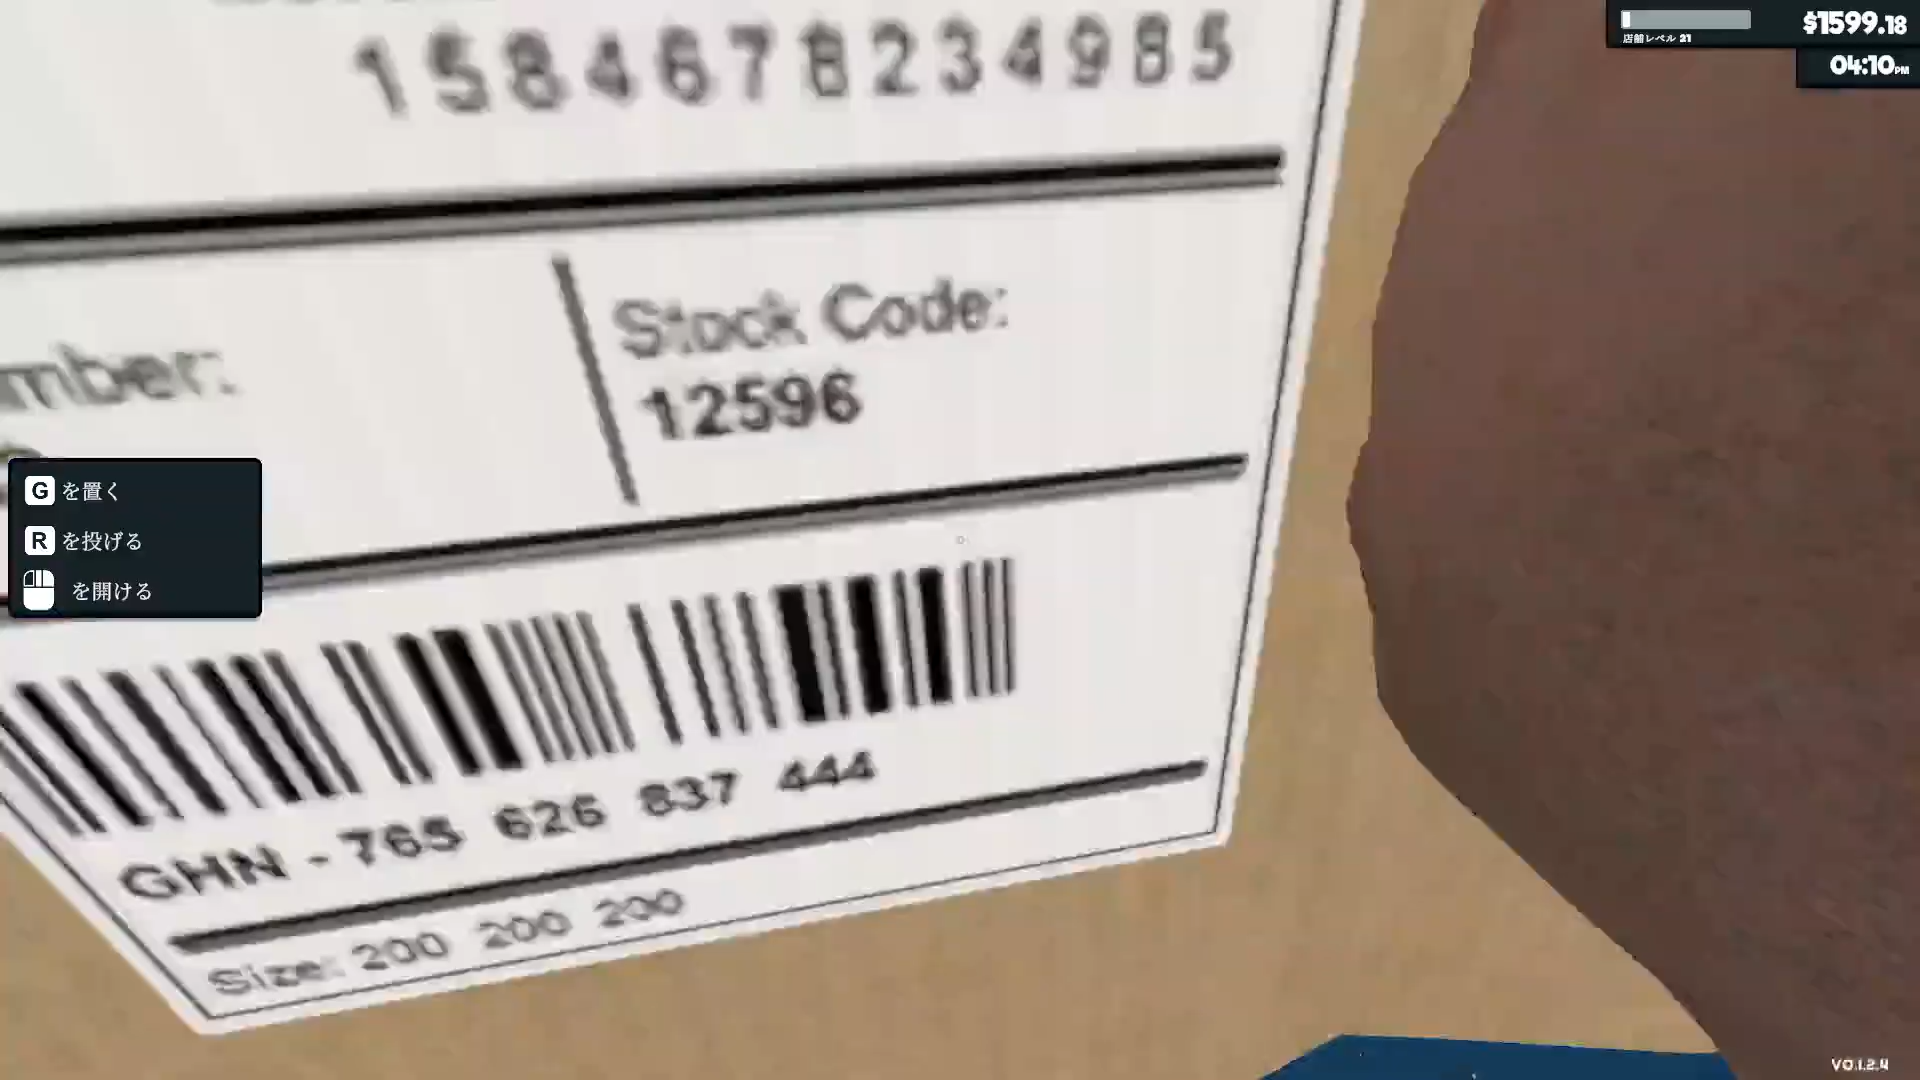 $1599.18
店舗レベル 21
04:10PM
1584678234985
mber:
Stock Code:
12596
G を置く
R を投げる
を開ける
GHN - 765 626 837 444
Size: 200 200 200
V0.1.2.4